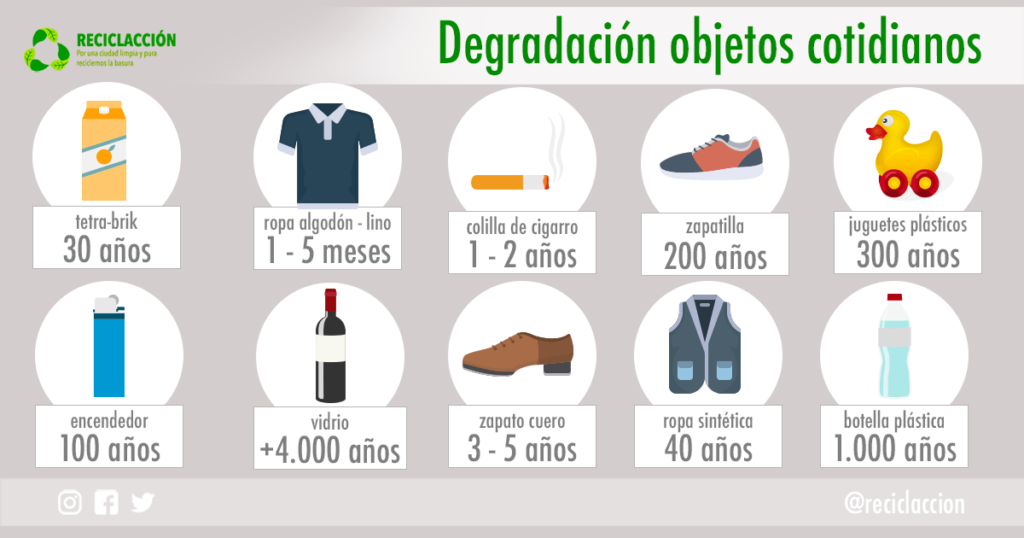 RECICLACCIÓN
Por una ciudad limpia y pura
reciclemos la basura
Degradación objetos cotidianos
tetra-brik
30 años
ropa algodón - lino
1 - 5 meses
colilla de cigarro
1 - 2 años
zapatilla
200 años
juguetes plásticos
300 años
encendedor
100 años
vidrio
+4.000 años
zapato cuero
3 - 5 años
ropa sintética
40 años
botella plástica
1.000 años
@reciclaccion